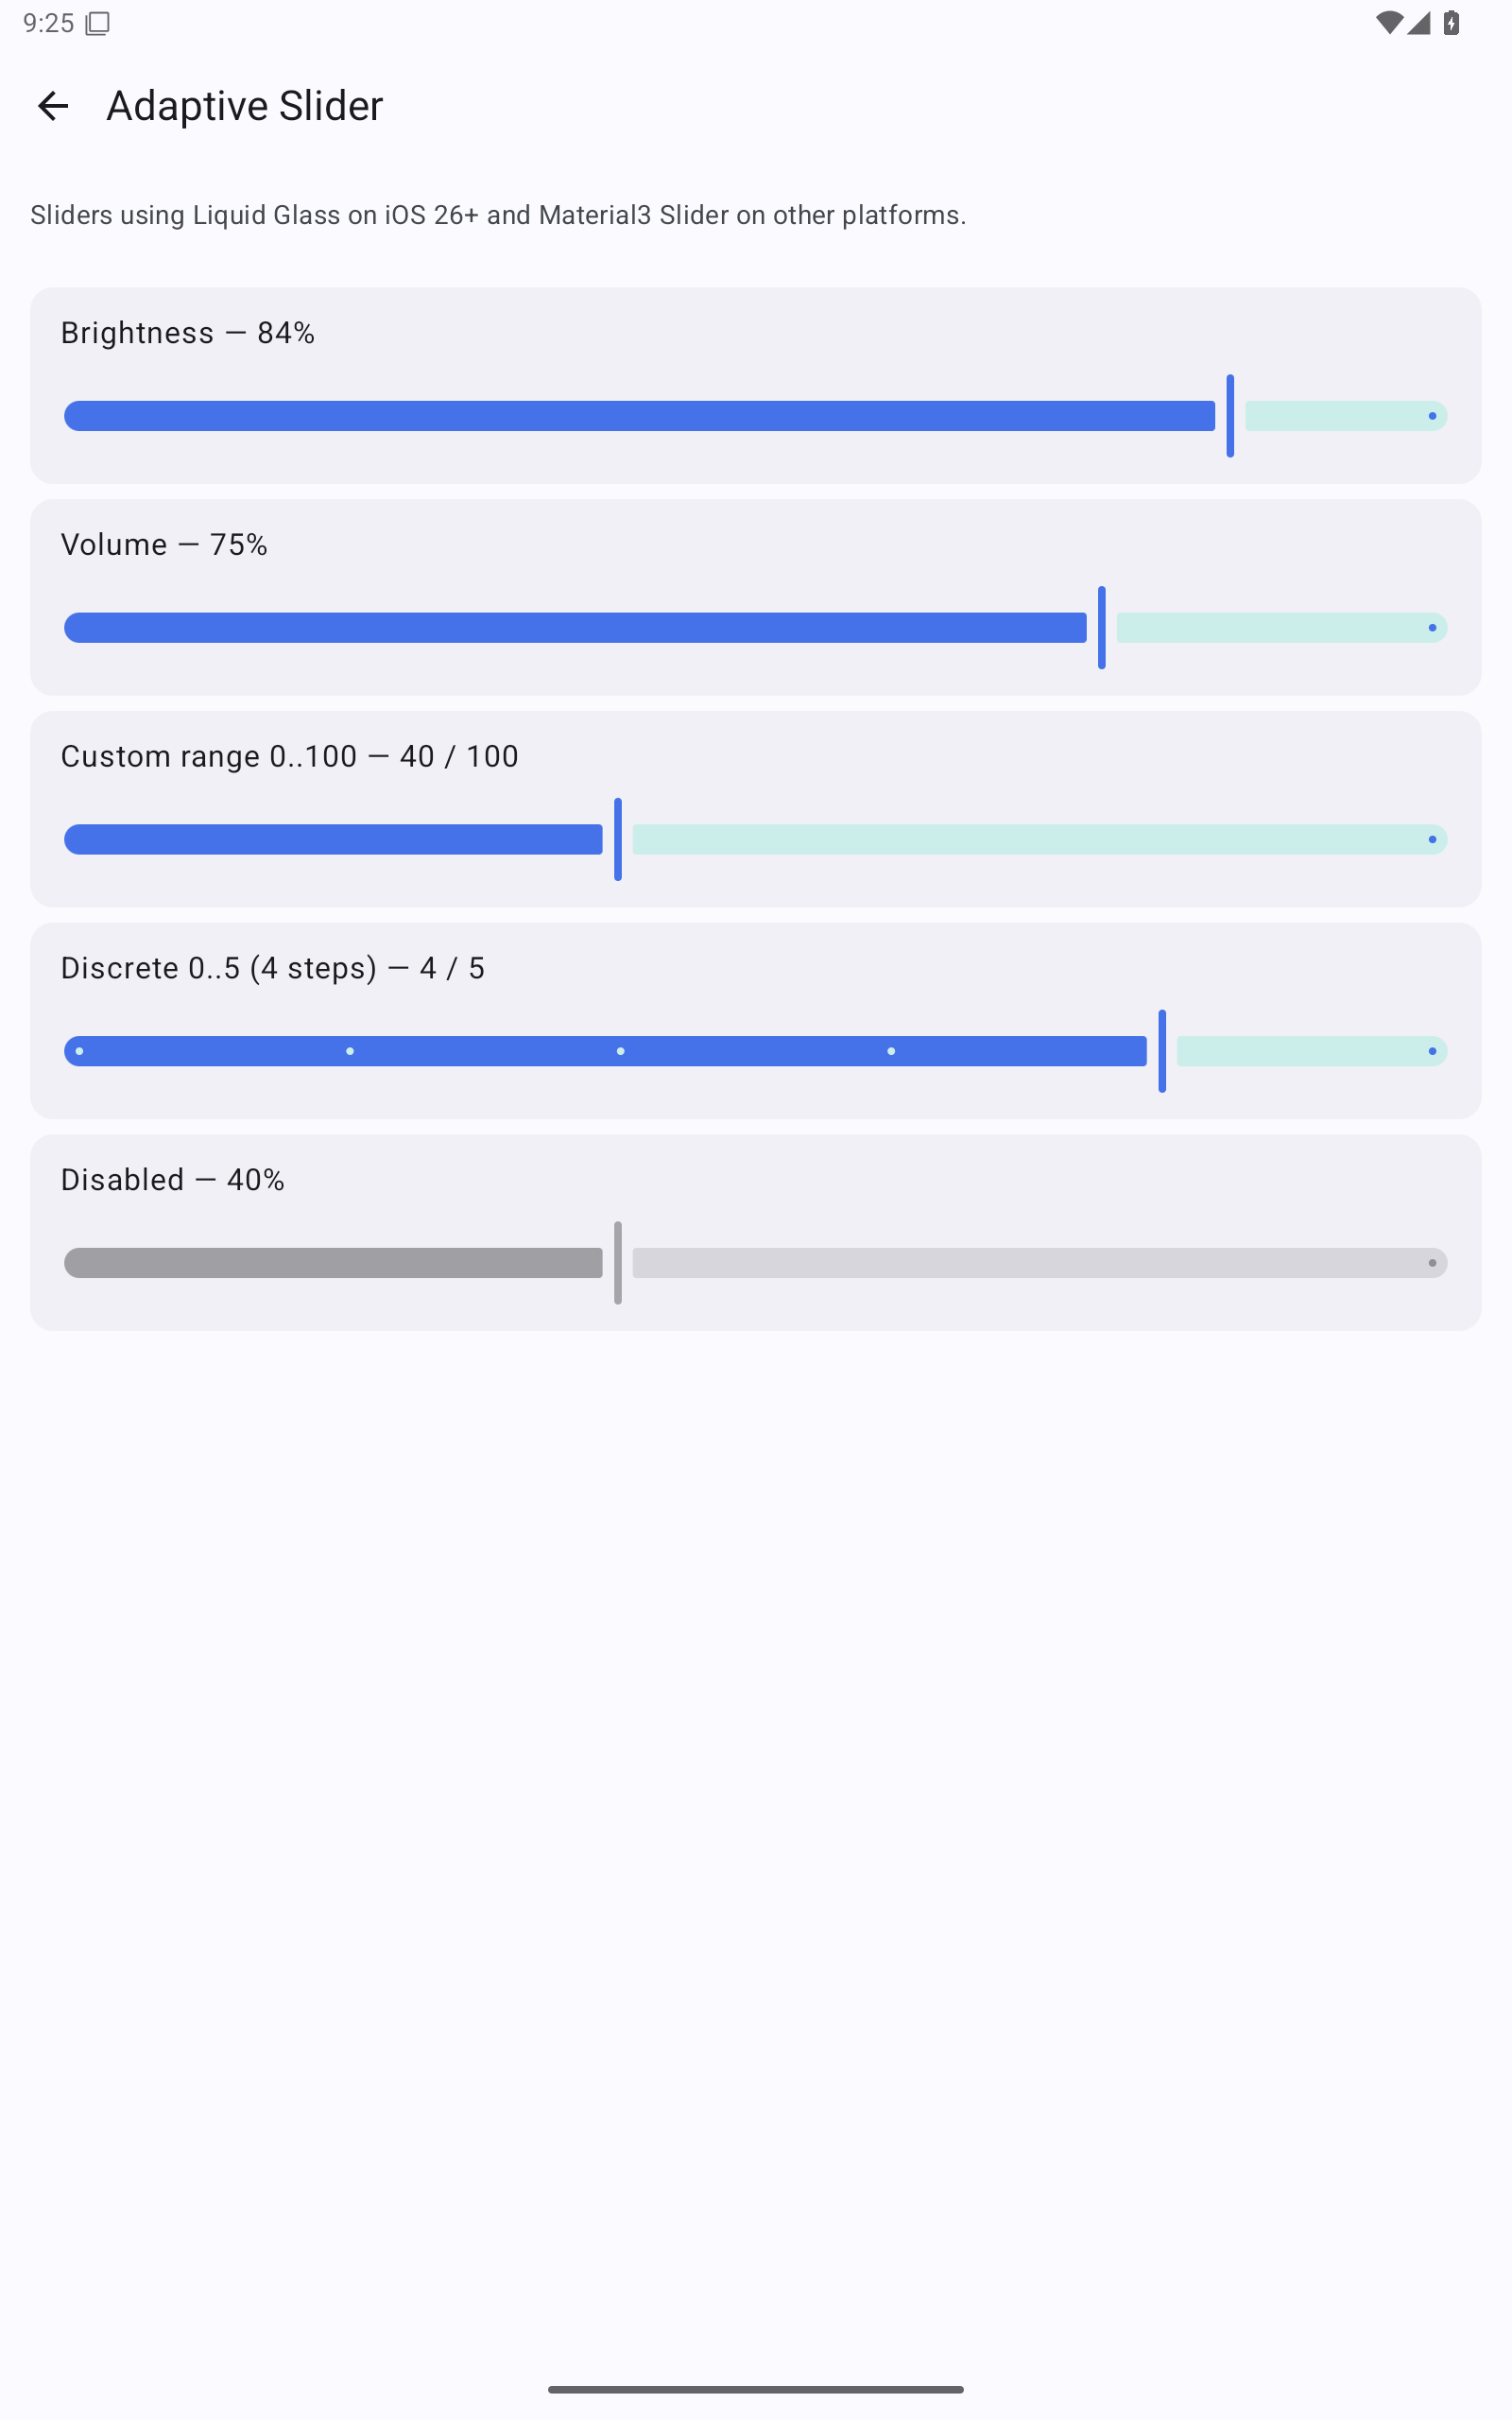 9:25
Adaptive Slider
Sliders using Liquid Glass on iOS 26+ and Material3 Slider on other platforms.
Brightness — 84%
Volume — 75%
Custom range 0..100 — 40 / 100
Discrete 0..5 (4 steps) — 4 / 5
Disabled — 40%